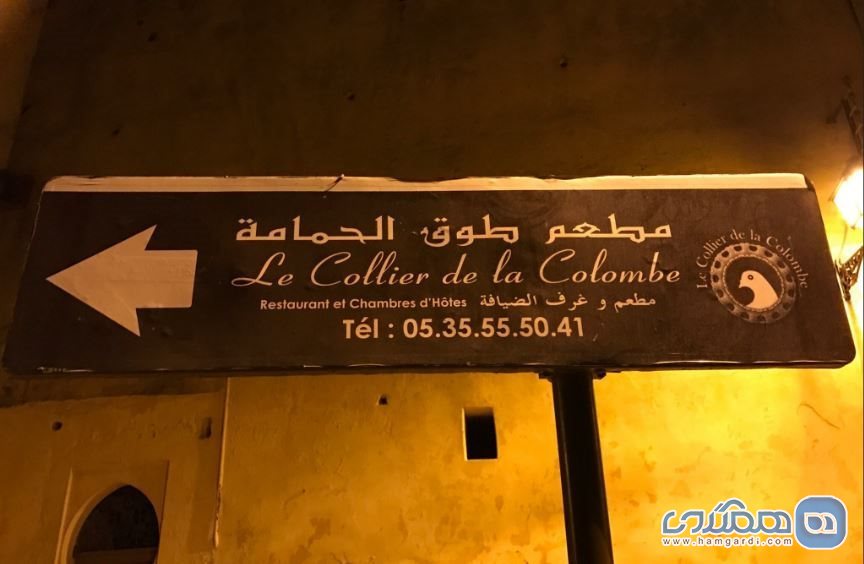 مطعم طوق الحمامة
Le Collier de la Colombe
Restaurant et Chambres d'Hôtes مطعم و غرف الضيافة
Tél : 05.35.55.50.41
Le Collier de la Colombe
همگردی
www.hamgardi.com